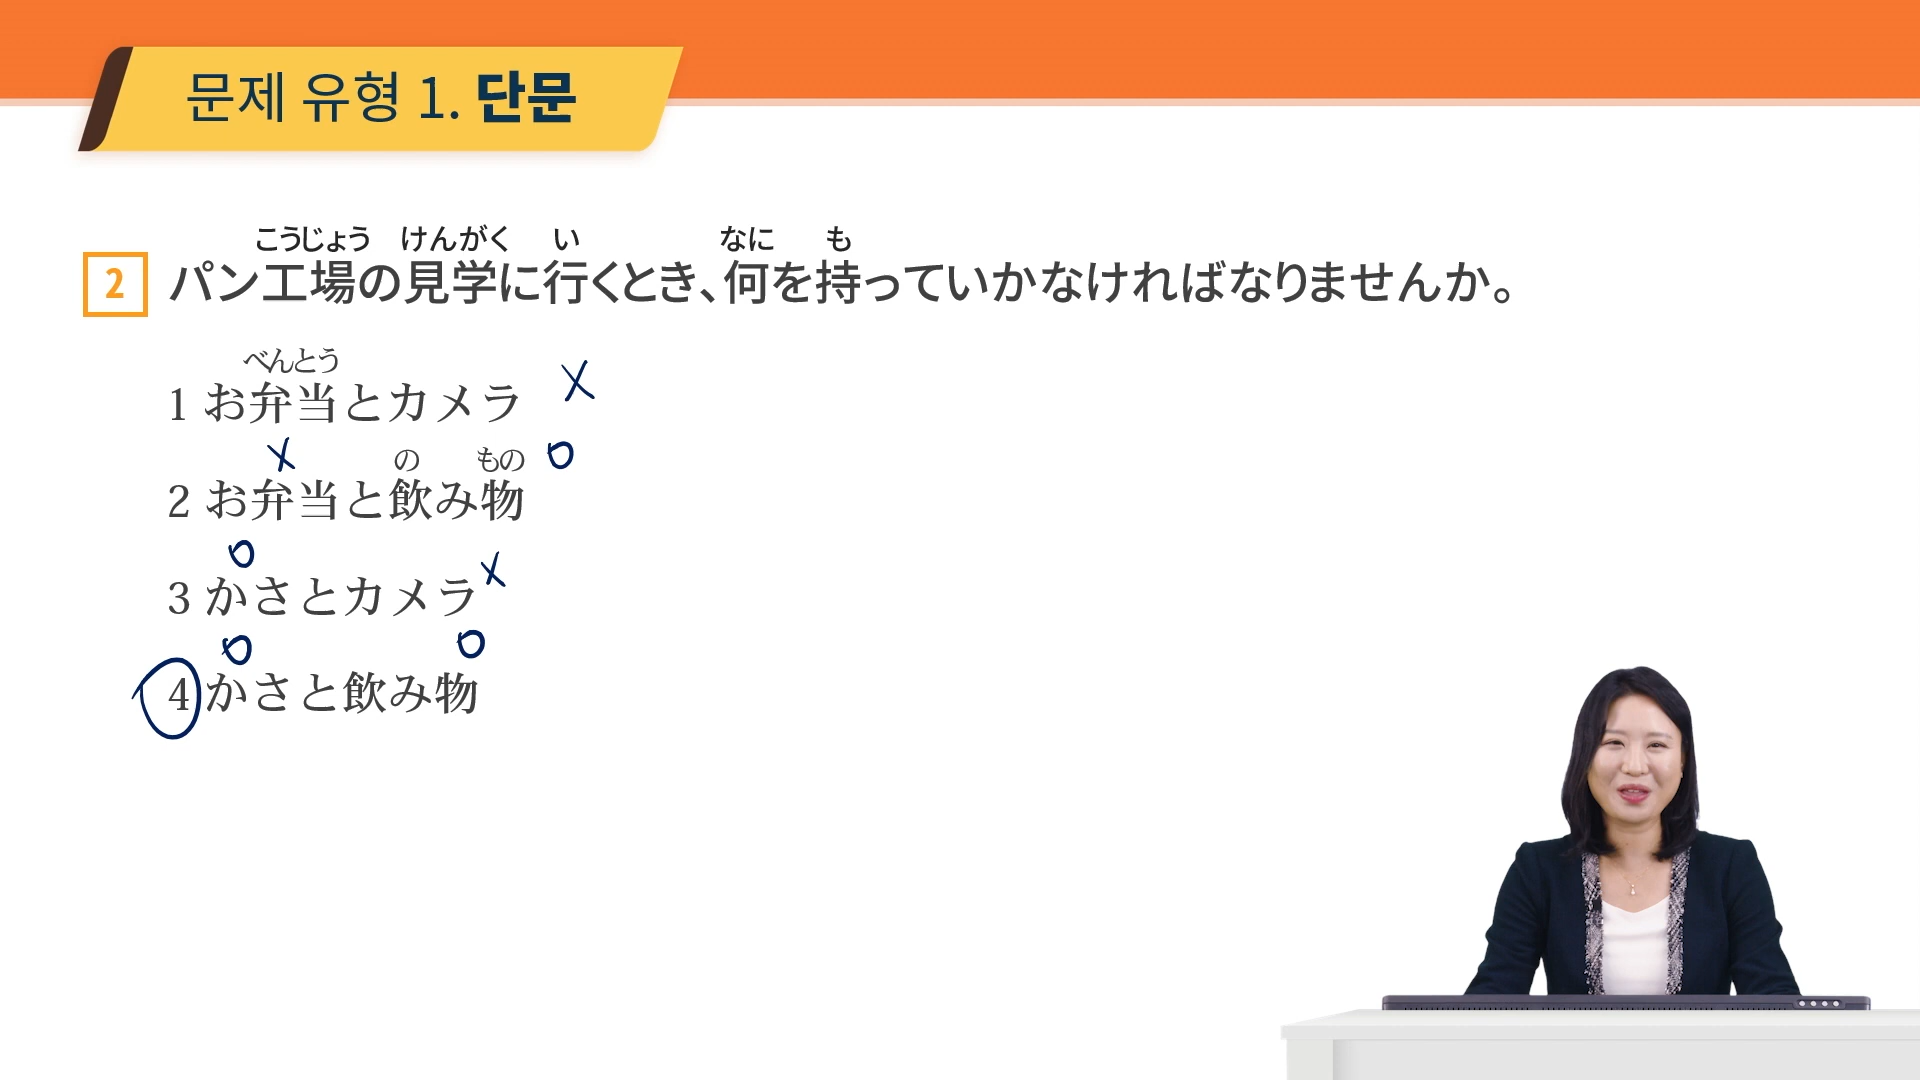 문제 유형 1. 단문
こうじょう けんがく い なに も
2 パン工場の見学に行くとき、何を持っていかなければなりませんか。
べんとう
1 お弁当とカメラ X
X の もの O
2 お弁当と飲み物
O X
3 かさとカメラ
O O
4 かさと飲み物